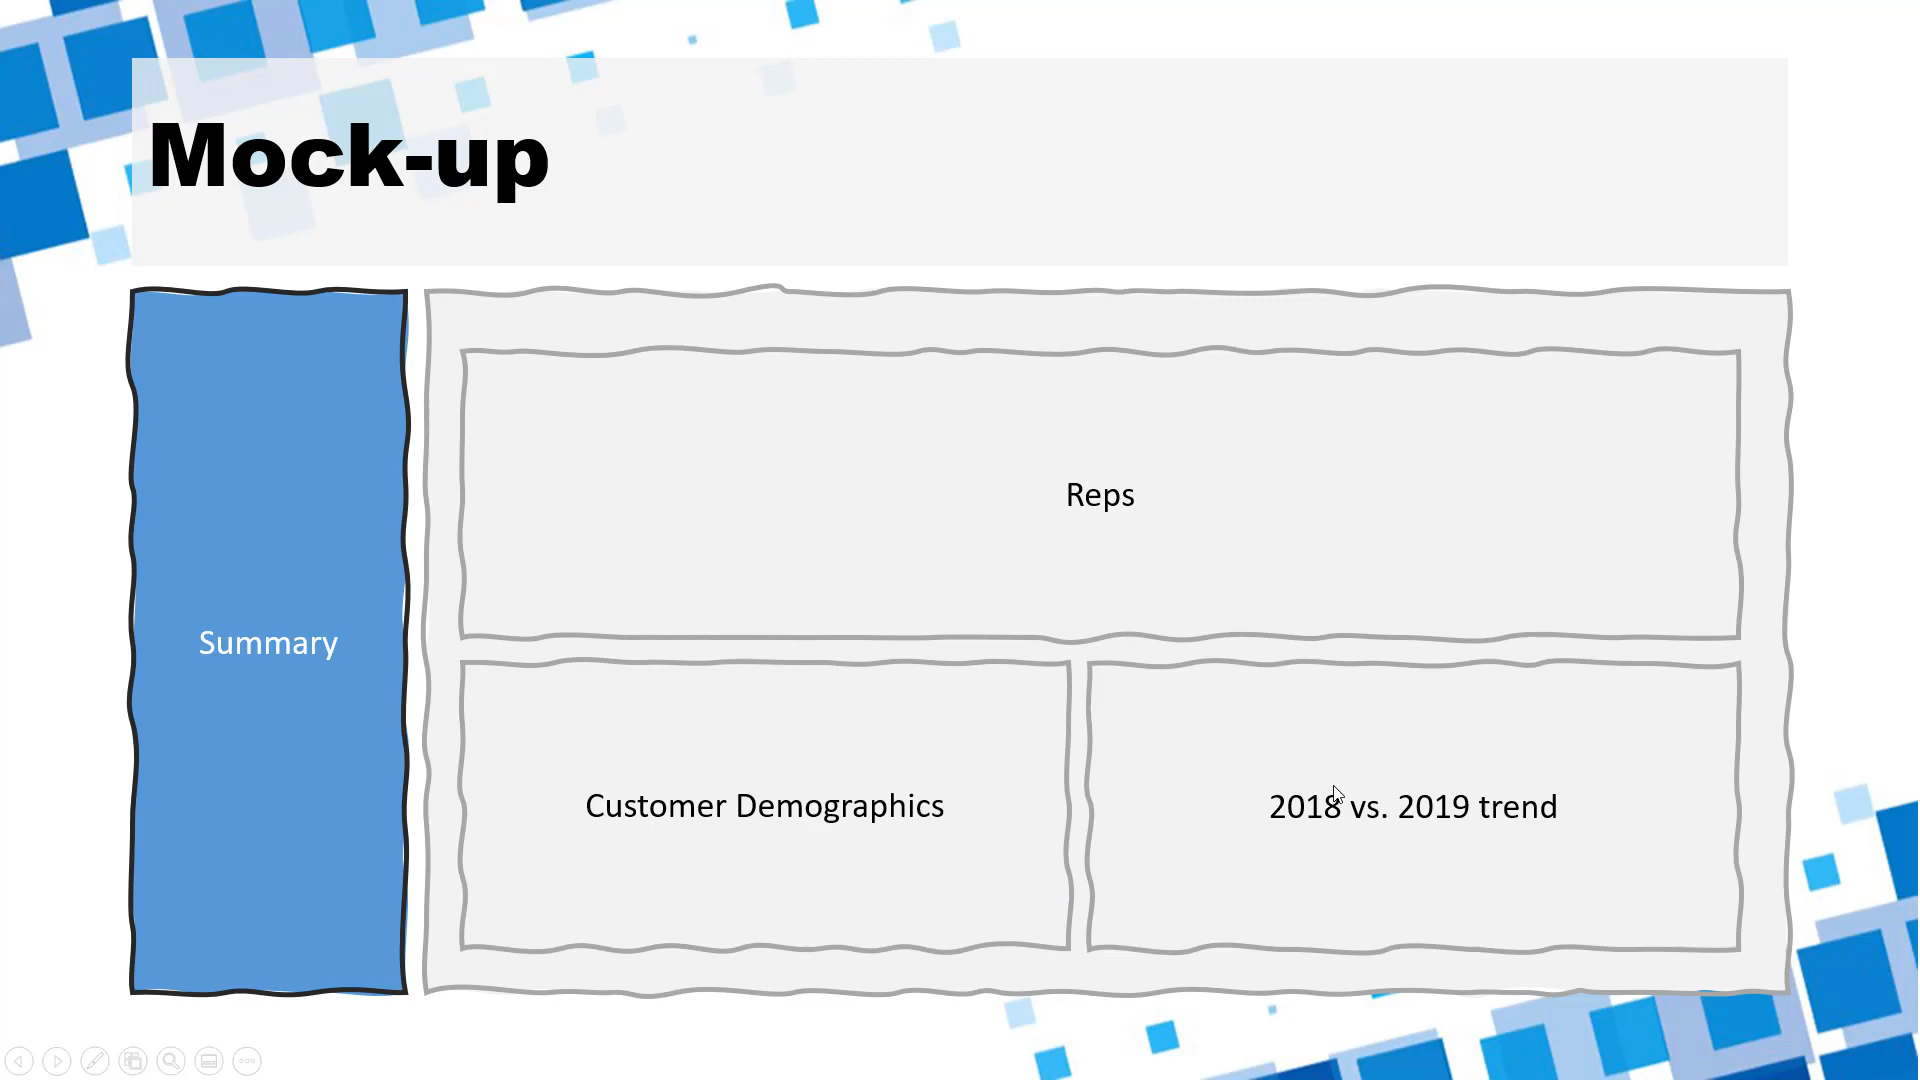 Mock-up
Summary
Reps
Customer Demographics
2018 vs. 2019 trend